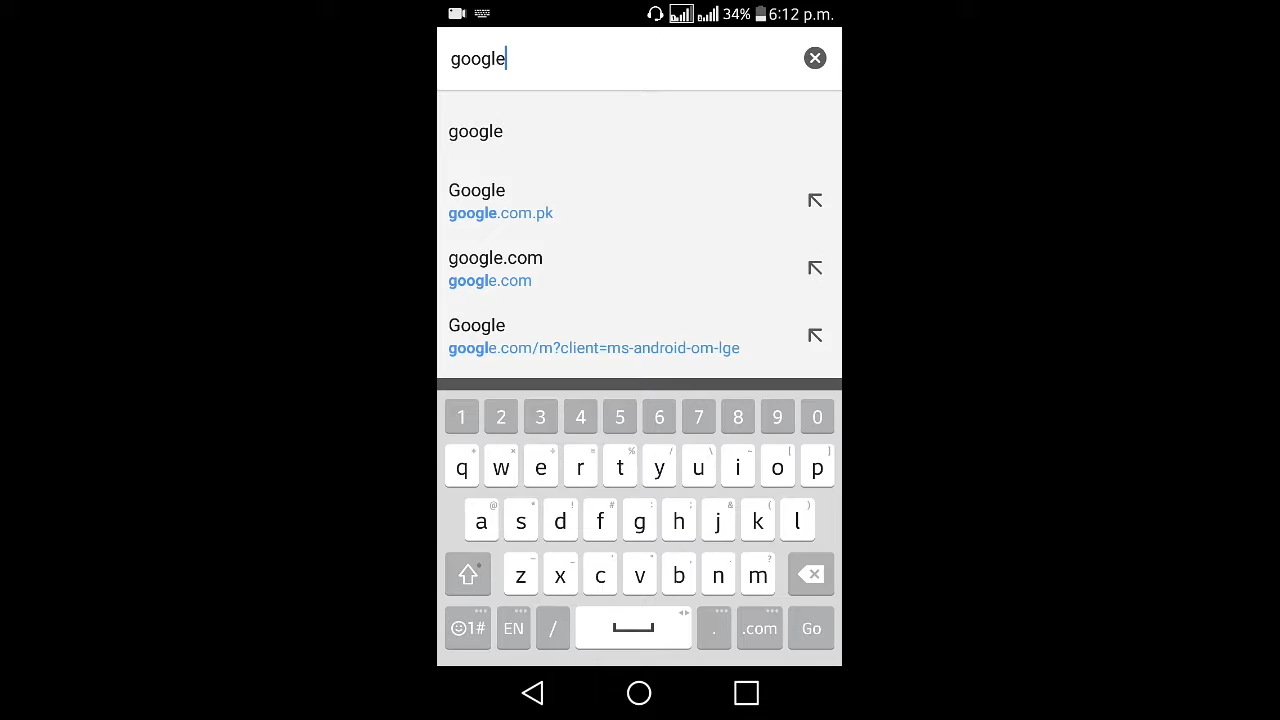 34% 6:12 p.m.
google
google
Google
google.com.pk
google.com
google.com
Google
google.com/m?client=ms-android-om-lge
1 2 3 4 5 6 7 8 9 0
q w e r t y u i o p
a s d f g h j k l
z x c v b n m
1# EN / . .com Go